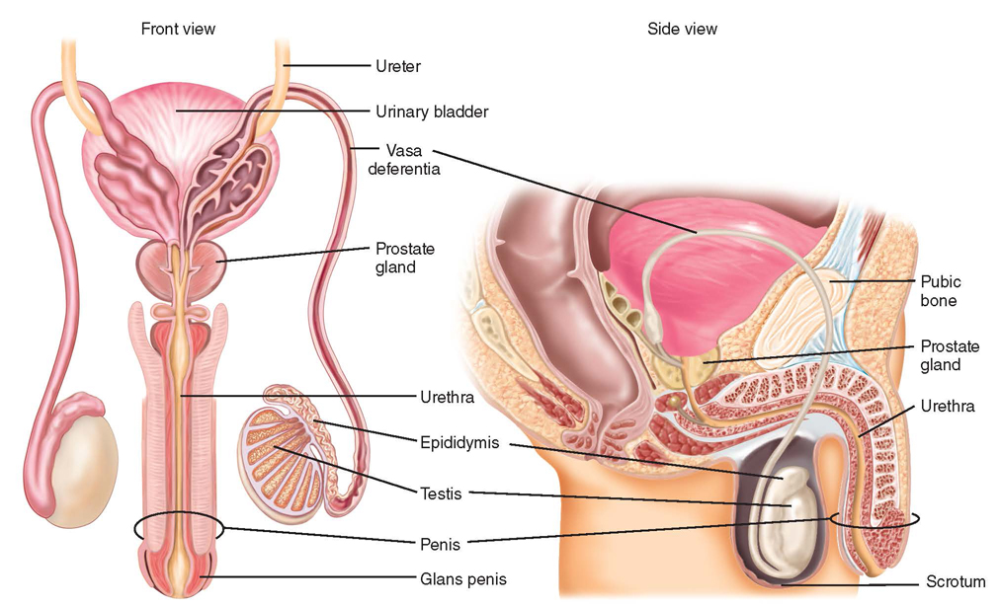 Front view
Side view
Ureter
Urinary bladder
Vasa
deferentia
Prostate
gland
Pubic
bone
Prostate
gland
Urethra
Urethra
Epididymis
Testis
Penis
Glans penis
Scrotum